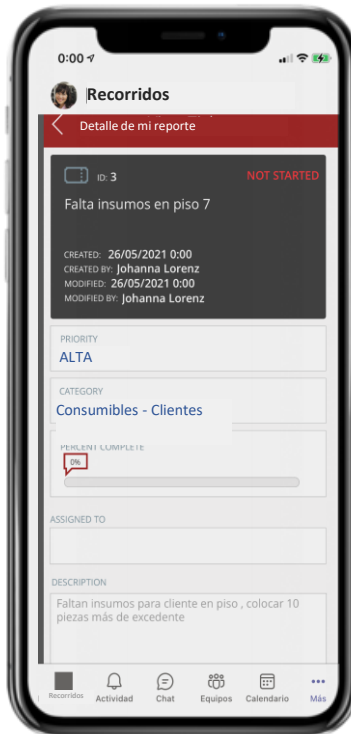 0:00
Recorridos
Detalle de mi reporte
ID: 3
NOT STARTED
Falta insumos en piso 7
CREATED: 26/05/2021 0:00
CREATED BY: Johanna Lorenz
MODIFIED: 26/05/2021 0:00
MODIFIED BY: Johanna Lorenz
PRIORITY
ALTA
CATEGORY
Consumibles - Clientes
PERCENT COMPLETE
0%
ASSIGNED TO
DESCRIPTION
Faltan insumos para cliente en piso , colocar 10
piezas más de excedente
Recorridos
Actividad
Chat
Equipos
Calendario
Más